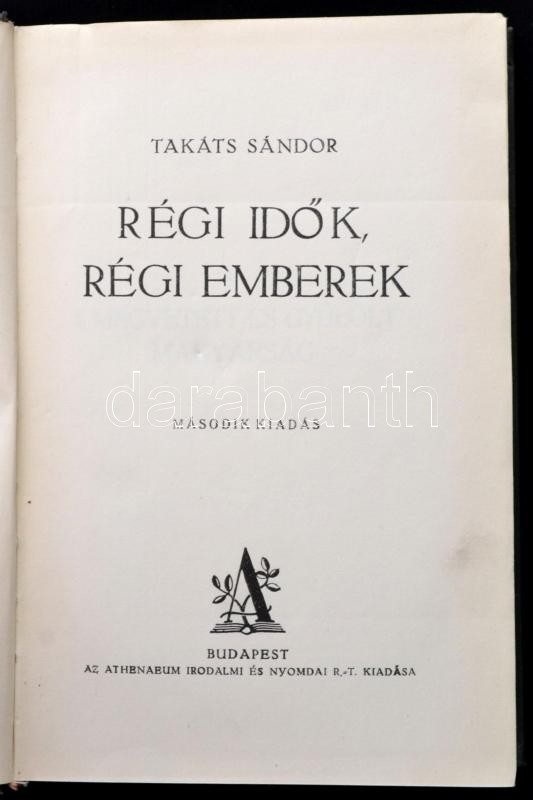 TAKÁTS SÁNDOR
RÉGI IDŐK,
RÉGI EMBEREK
darabanth
MÁSODIK KIADÁS
A
BUDAPEST
AZ ATHENAEUM IRODALMI ÉS NYOMDAI R.-T. KIADÁSA